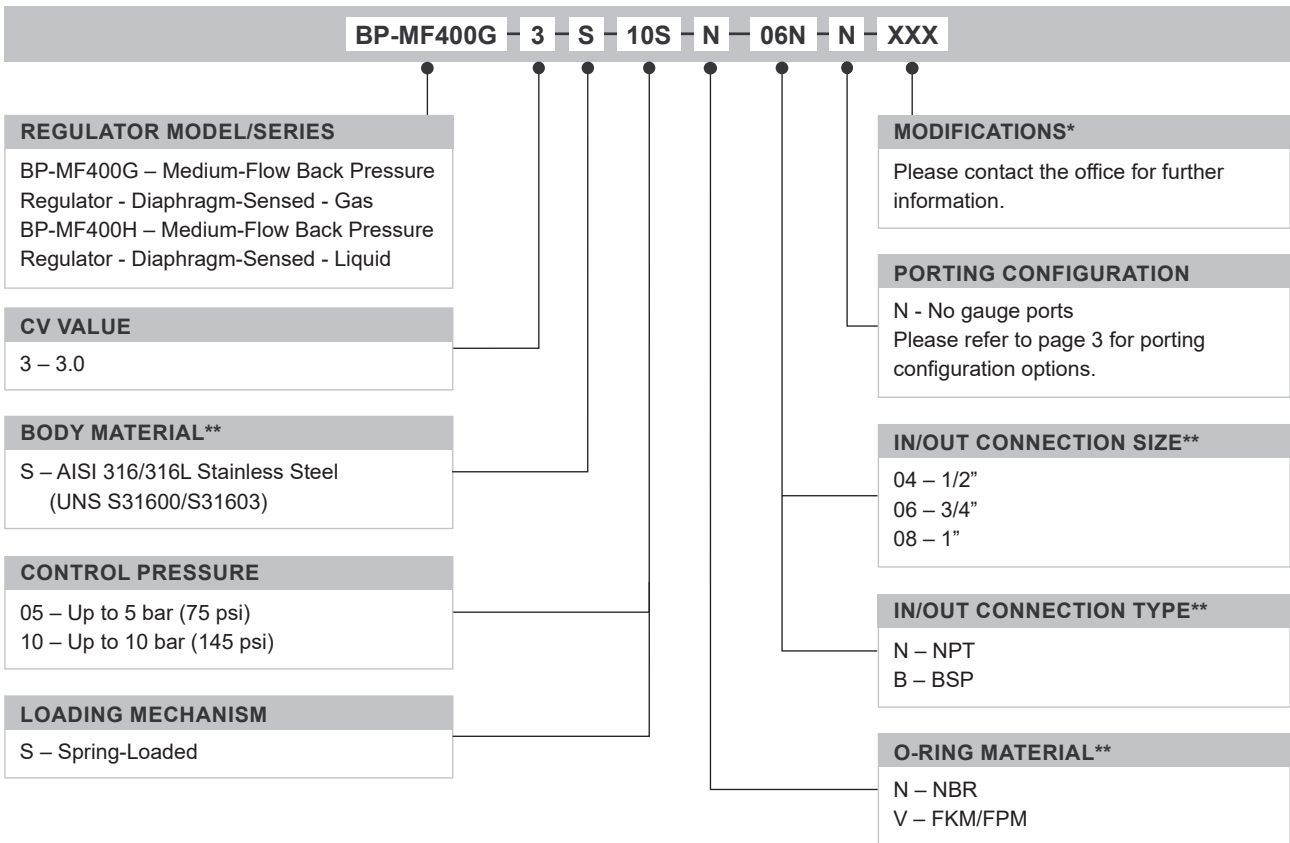 BP-MF400G - 3 - S - 10S - N - 06N - N - XXX
REGULATOR MODEL/SERIES
BP-MF400G – Medium-Flow Back Pressure
Regulator - Diaphragm-Sensed - Gas
BP-MF400H – Medium-Flow Back Pressure
Regulator - Diaphragm-Sensed - Liquid
CV VALUE
3 – 3.0
BODY MATERIAL**
S – AISI 316/316L Stainless Steel
(UNS S31600/S31603)
CONTROL PRESSURE
05 – Up to 5 bar (75 psi)
10 – Up to 10 bar (145 psi)
LOADING MECHANISM
S – Spring-Loaded
MODIFICATIONS*
Please contact the office for further
information.
PORTING CONFIGURATION
N - No gauge ports
Please refer to page 3 for porting
configuration options.
IN/OUT CONNECTION SIZE**
04 – 1/2”
06 – 3/4”
08 – 1”
IN/OUT CONNECTION TYPE**
N – NPT
B – BSP
O-RING MATERIAL**
N – NBR
V – FKM/FPM